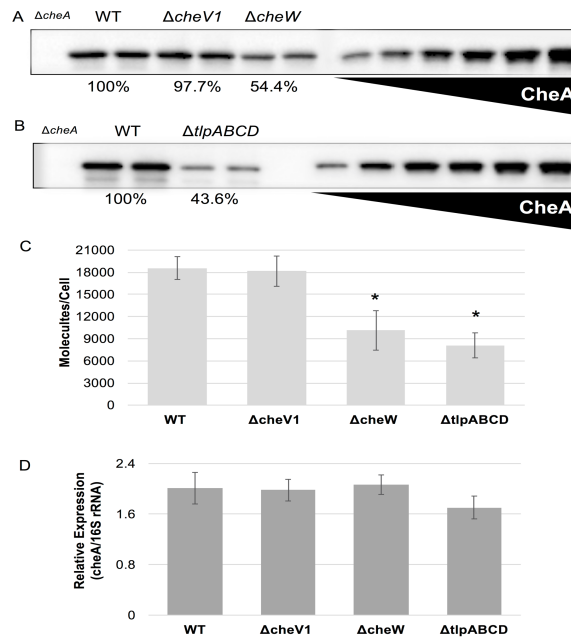 A
ΔcheA WT ΔcheV1 ΔcheW
100% 97.7% 54.4%
CheA
B
ΔcheA WT ΔtlpABCD
100% 43.6%
CheA
C
Molecultes/Cell
21000
18000
15000
12000
9000
6000
3000
0
* *
WT ΔcheV1 ΔcheW ΔtlpABCD
D
Relative Expression
(cheA/16S rRNA)
2.4
1.6
0.8
0
WT ΔcheV1 ΔcheW ΔtlpABCD